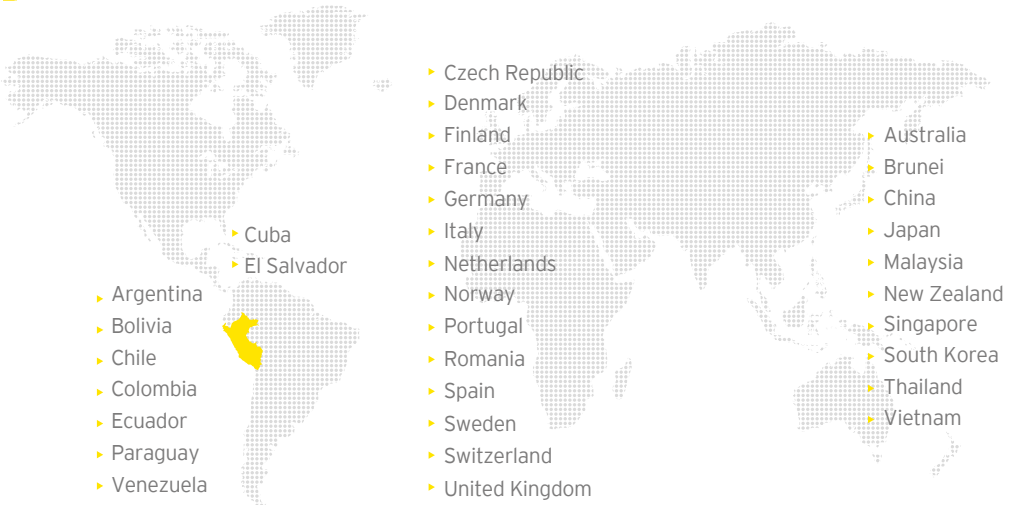 Cuba
El Salvador
Argentina
Bolivia
Chile
Colombia
Ecuador
Paraguay
Venezuela
Czech Republic
Denmark
Finland
France
Germany
Italy
Netherlands
Norway
Portugal
Romania
Spain
Sweden
Switzerland
United Kingdom
Australia
Brunei
China
Japan
Malaysia
New Zealand
Singapore
South Korea
Thailand
Vietnam